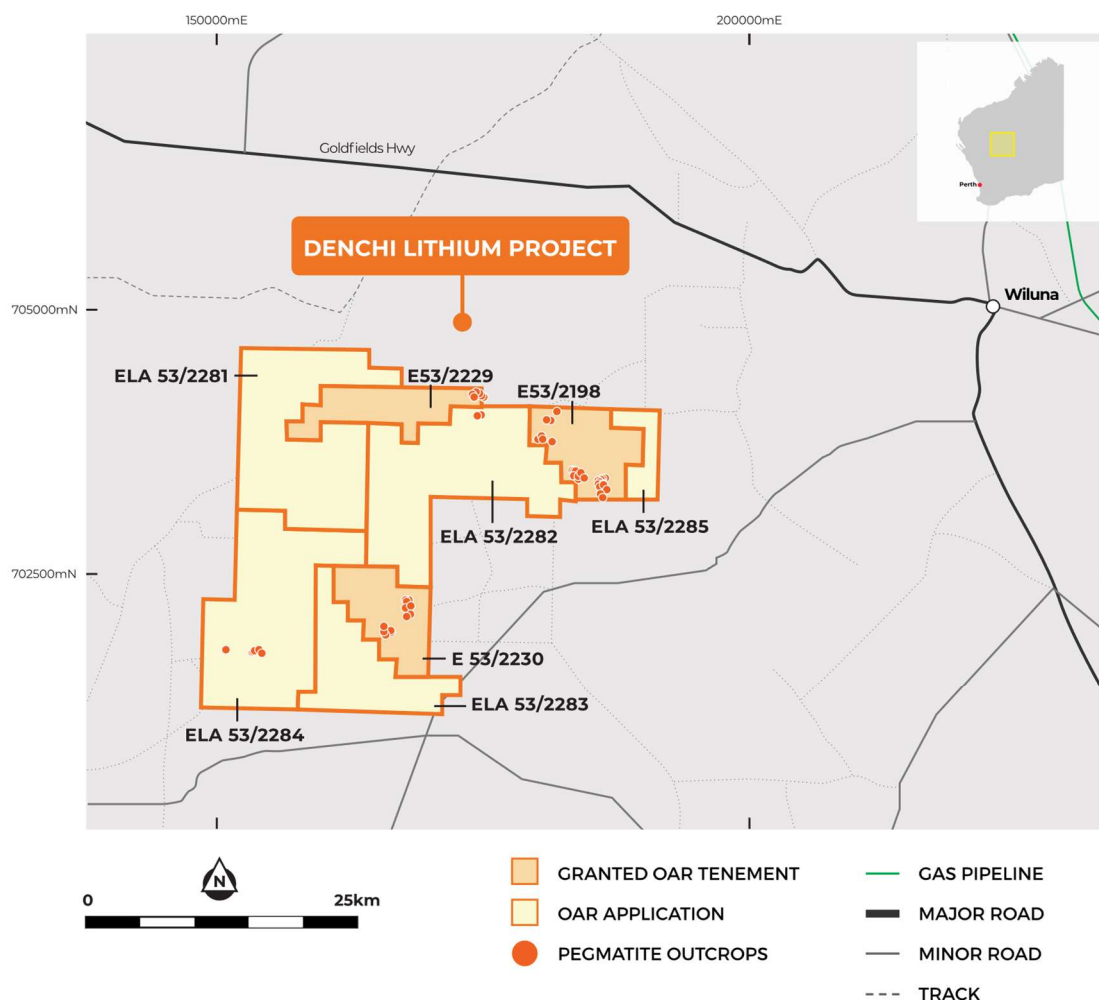 150000mE
200000mE
Goldfields Hwy
Perth
DENCHI LITHIUM PROJECT
705000mN
Wiluna
ELA 53/2281
E53/2229
E53/2198
ELA 53/2282
ELA 53/2285
702500mN
E 53/2230
ELA 53/2283
ELA 53/2284
N
0
25km
GRANTED OAR TENEMENT
OAR APPLICATION
PEGMATITE OUTCROPS
GAS PIPELINE
MAJOR ROAD
MINOR ROAD
TRACK